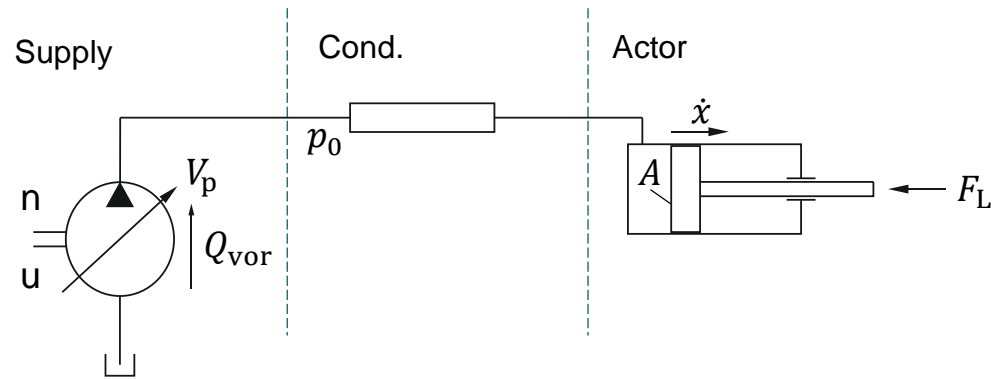 Supply
Cond.
Actor
p₀
ẋ
A
F_L
V_p
n
u
Q_vor